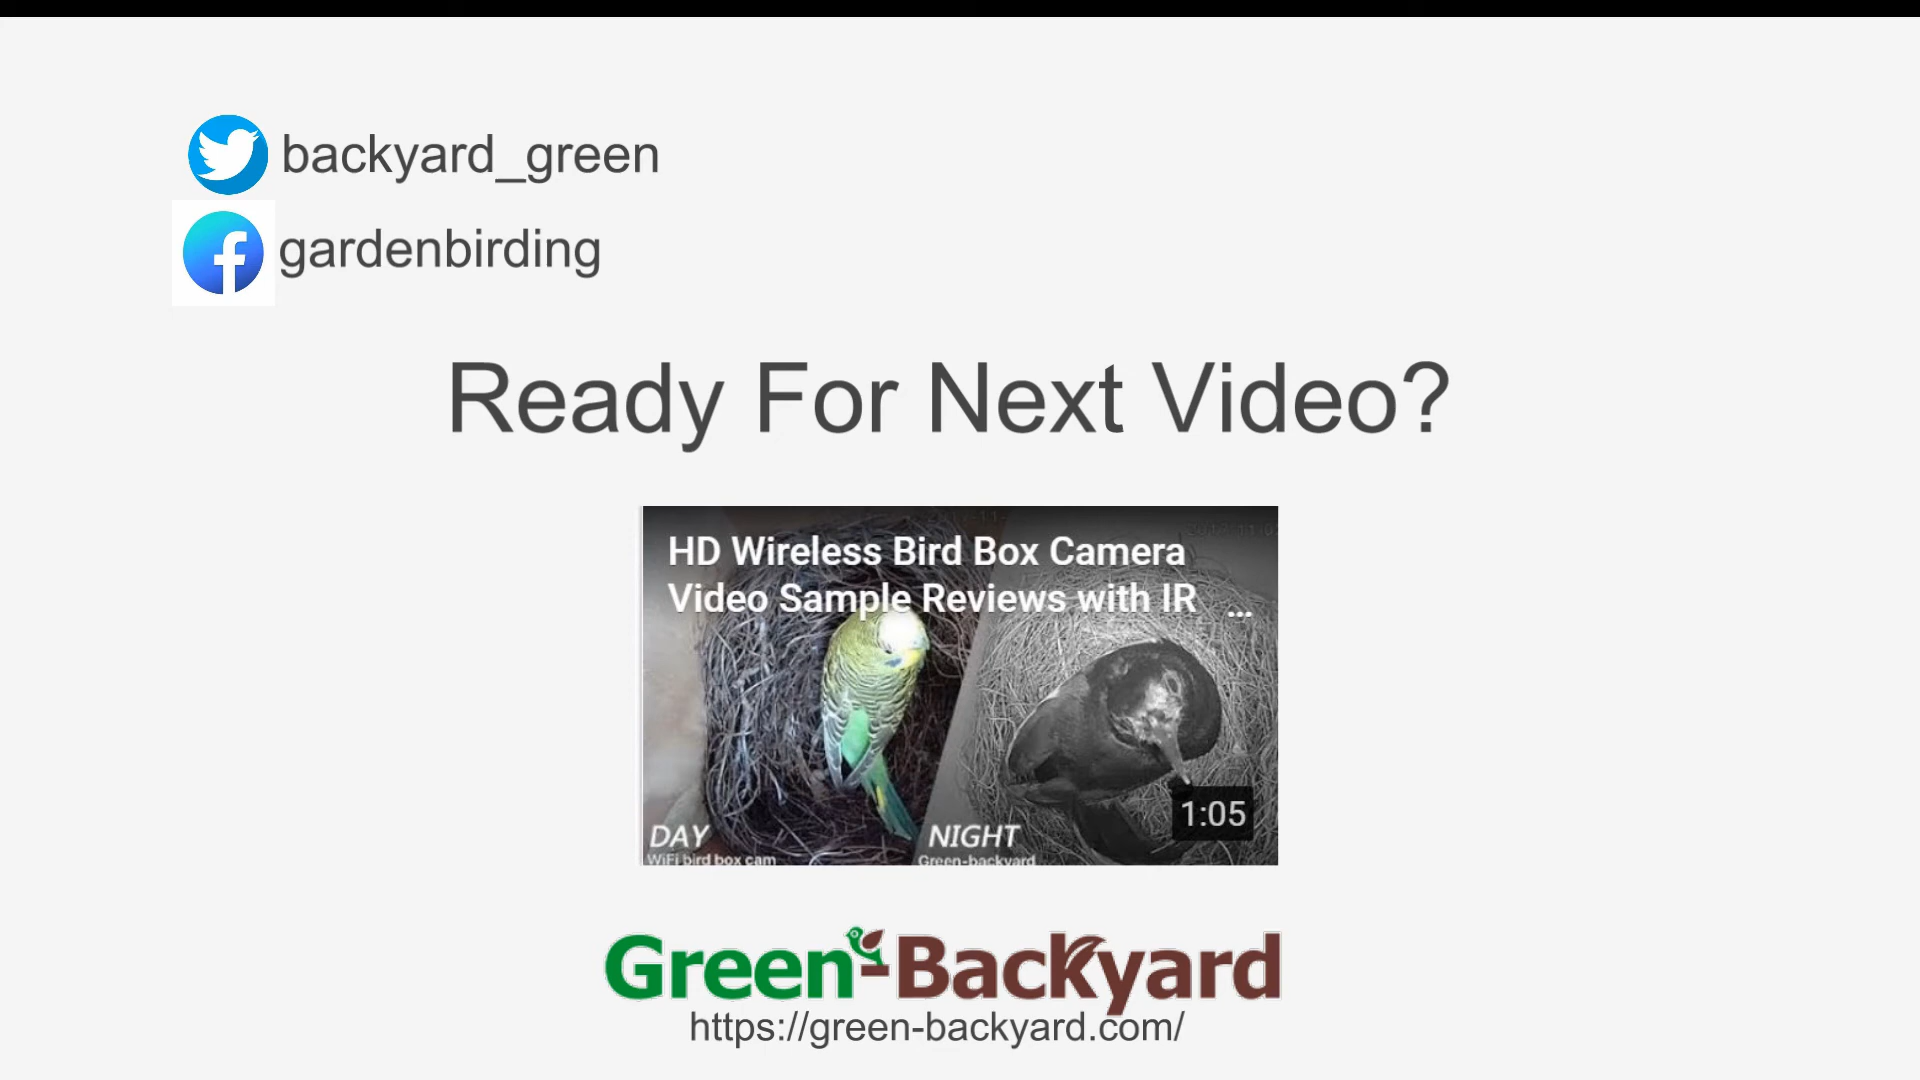 backyard_green
gardenbirding
Ready For Next Video?
HD Wireless Bird Box Camera
Video Sample Reviews with IR ...
1:05
DAY
NIGHT
WiFi bird box cam
Green-backyard
Green-Backyard
https://green-backyard.com/